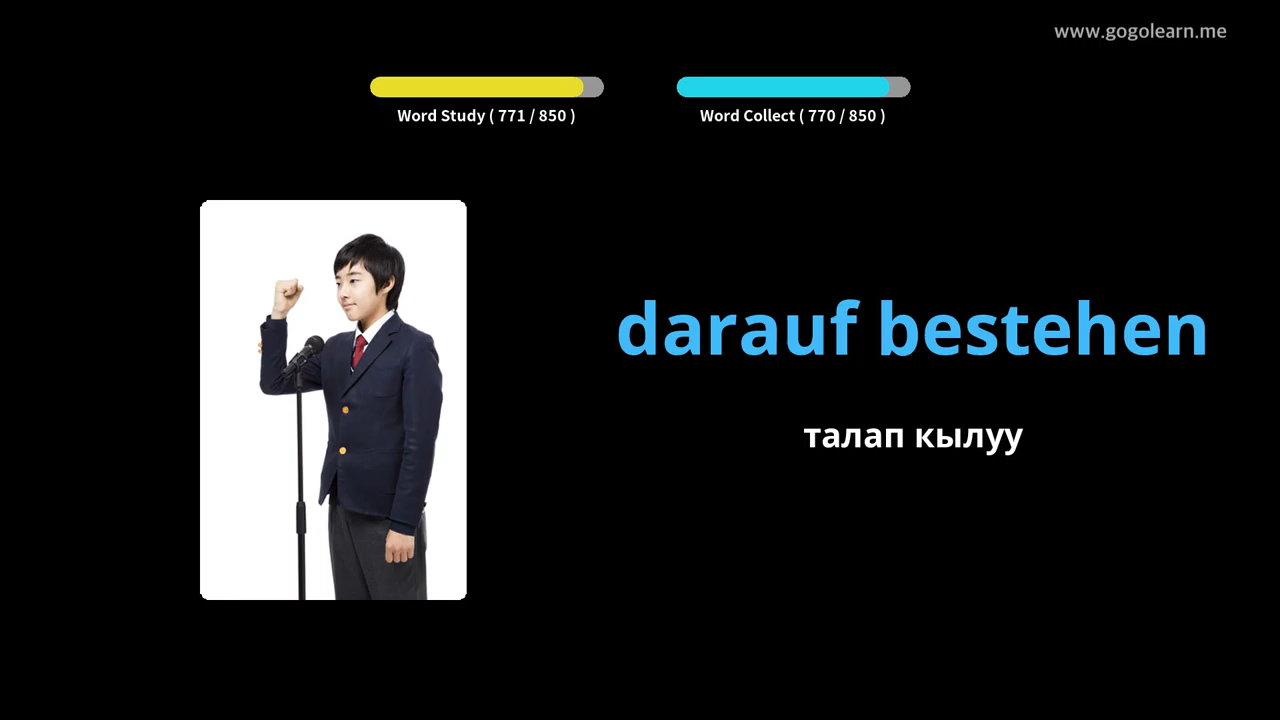 www.gogolearn.me
Word Study ( 771 / 850 )
Word Collect ( 770 / 850 )
darauf bestehen
талап кылуу